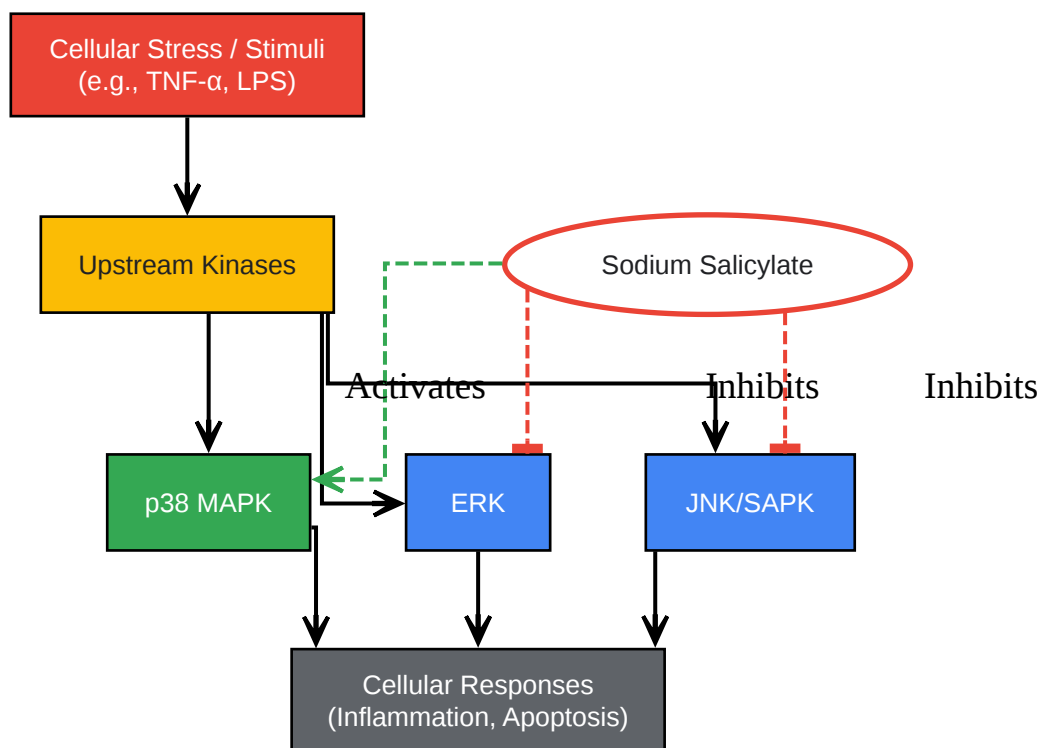 Cellular Stress / Stimuli
(e.g., TNF-α, LPS)
Upstream Kinases
Sodium Salicylate
Activates
Inhibits
Inhibits
p38 MAPK
ERK
JNK/SAPK
Cellular Responses
(Inflammation, Apoptosis)